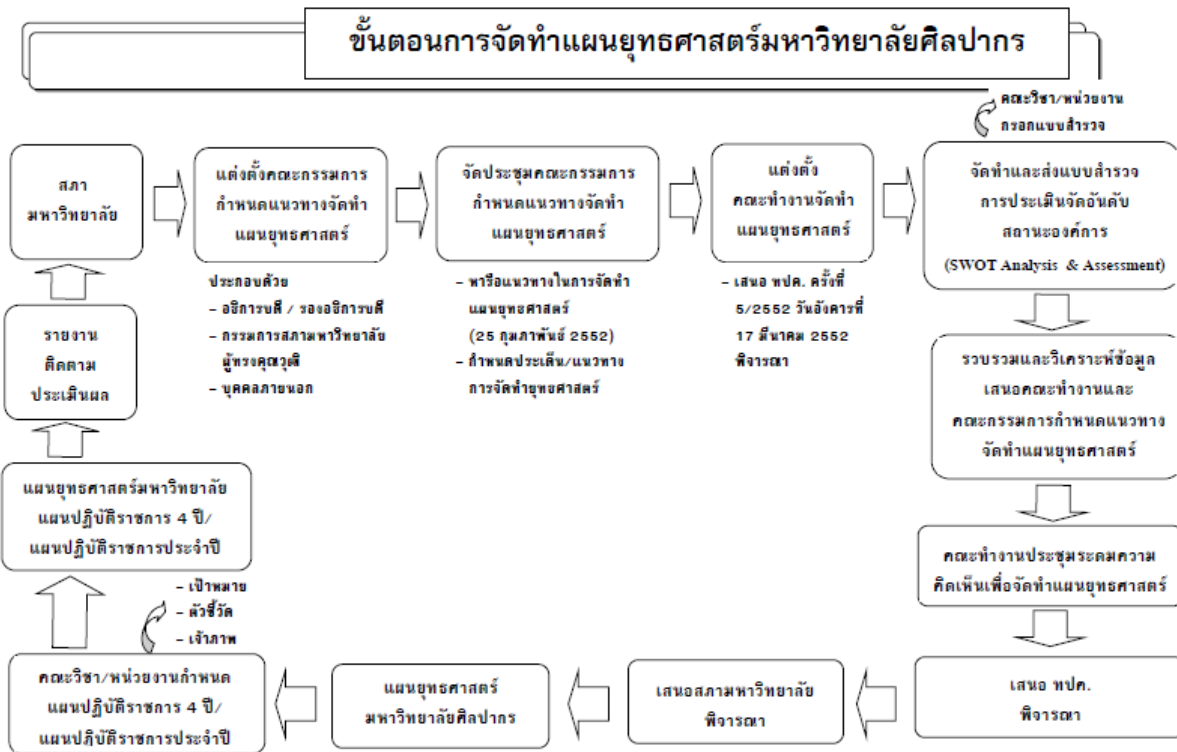 ขั้นตอนการจัดทำแผนยุทธศาสตร์มหาวิทยาลัยศิลปากร
คณะวิชา/หน่วยงาน
กรอกแบบสำรวจ
สภา
มหาวิทยาลัย
แต่งตั้งคณะกรรมการ
กำหนดแนวทางจัดทำ
แผนยุทธศาสตร์
ประกอบด้วย
- อธิการบดี / รองอธิการบดี
- กรรมการสภามหาวิทยาลัย
ผู้ทรงคุณวุฒิ
- บุคคลภายนอก
จัดประชุมคณะกรรมการ
กำหนดแนวทางจัดทำ
แผนยุทธศาสตร์
- หารือแนวทางในการจัดทำ
แผนยุทธศาสตร์
(25 กุมภาพันธ์ 2552)
- กำหนดประเด็น/แนวทาง
การจัดทำยุทธศาสตร์
แต่งตั้ง
คณะทำงานจัดทำ
แผนยุทธศาสตร์
- เสนอ ทปค. ครั้งที่
5/2552 วันอังคารที่
17 มีนาคม 2552
พิจารณา
จัดทำและส่งแบบสำรวจ
การประเมินจัดอันดับ
สถานะองค์การ
(SWOT Analysis & Assessment)
รวบรวมและวิเคราะห์ข้อมูล
เสนอคณะทำงานและ
คณะกรรมการกำหนดแนวทาง
จัดทำแผนยุทธศาสตร์
คณะทำงานประชุมระดมความ
คิดเห็นเพื่อจัดทำแผนยุทธศาสตร์
เสนอ ทปค.
พิจารณา
เสนอสภามหาวิทยาลัย
พิจารณา
แผนยุทธศาสตร์
มหาวิทยาลัยศิลปากร
คณะวิชา/หน่วยงานกำหนด
แผนปฏิบัติราชการ 4 ปี/
แผนปฏิบัติราชการประจำปี
- เป้าหมาย
- ตัวชี้วัด
- เจ้าภาพ
แผนยุทธศาสตร์มหาวิทยาลัย
แผนปฏิบัติราชการ 4 ปี/
แผนปฏิบัติราชการประจำปี
รายงาน
ติดตาม
ประเมินผล